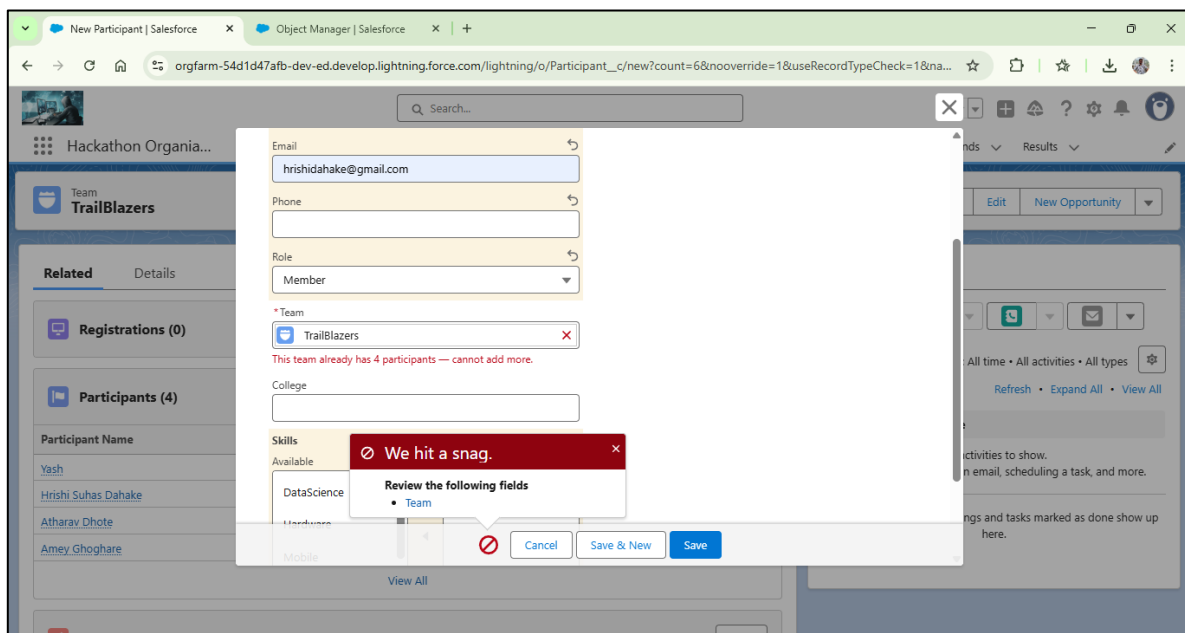 New Participant | Salesforce
Object Manager | Salesforce
orgfarm-54d1d47afb-dev-ed.develop.lightning.force.com/lightning/o/Participant__c/new?count=6&nooverride=1&useRecordTypeCheck=1&na...
Search...
Hackathon Organia...
nds
Results
Team
TrailBlazers
Edit
New Opportunity
Related
Details
Registrations (0)
Participants (4)
Participant Name
Yash
Hrishi Suhas Dahake
Atharav Dhote
Amey Ghoghare
View All
Email
hrishidahake@gmail.com
Phone
Role
Member
*Team
TrailBlazers
This team already has 4 participants — cannot add more.
College
Skills
Available
DataScience
Hardware
Mobile
We hit a snag.
Review the following fields
• Team
Cancel
Save & New
Save
All time • All activities • All types
Refresh • Expand All • View All
ctivities to show.
n email, scheduling a task, and more.
ngs and tasks marked as done show up
here.